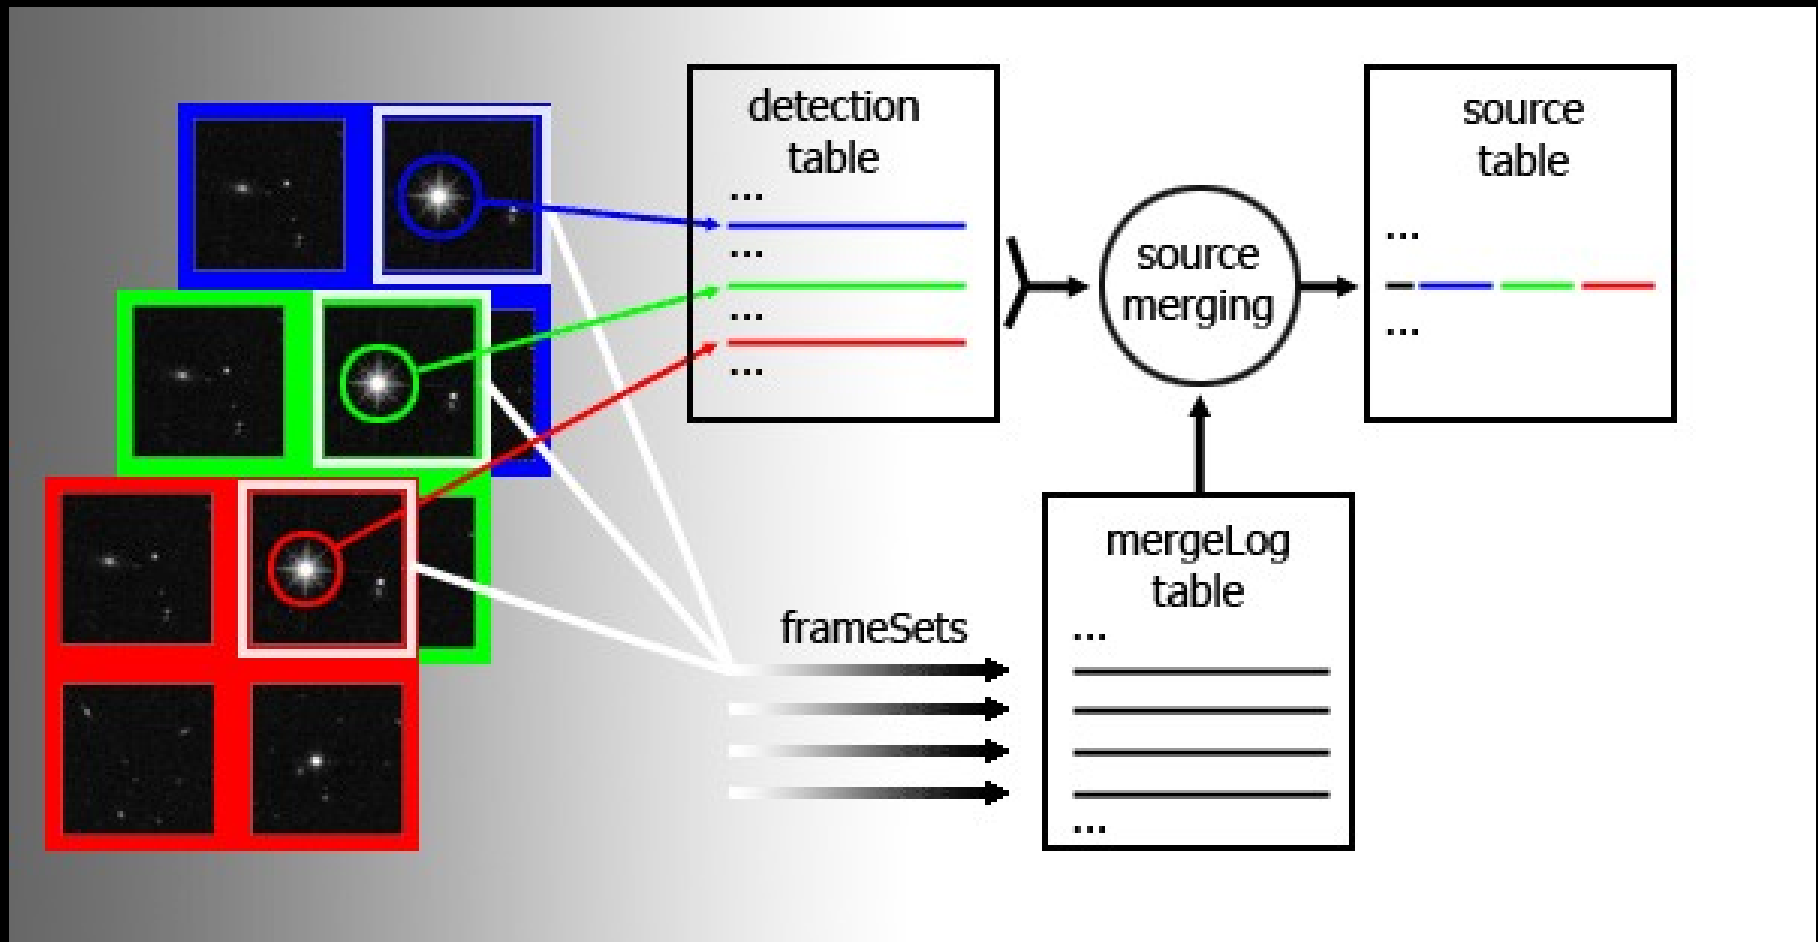 detection
table
...
...
...
...
source
merging
source
table
...
...
frameSets
mergeLog
table
...
...